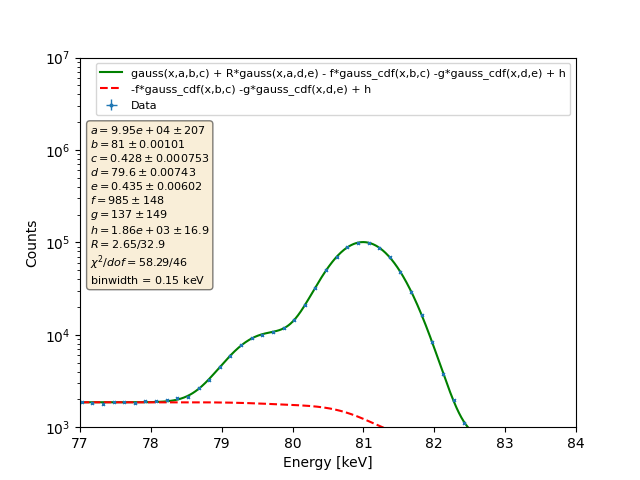 gauss(x,a,b,c) + R*gauss(x,a,d,e) - f*gauss_cdf(x,b,c) -g*gauss_cdf(x,d,e) + h
-f*gauss_cdf(x,b,c) -g*gauss_cdf(x,d,e) + h
Data
a = 9.95e + 04 ± 207
b = 81 ± 0.00101
c = 0.428 ± 0.000753
d = 79.6 ± 0.00743
e = 0.435 ± 0.00602
f = 985 ± 148
g = 137 ± 149
h = 1.86e + 03 ± 16.9
R = 2.65/32.9
χ²/dof = 58.29/46
binwidth = 0.15 keV
10⁷
10⁶
10⁵
10⁴
10³
Counts
77 78 79 80 81 82 83 84
Energy [keV]